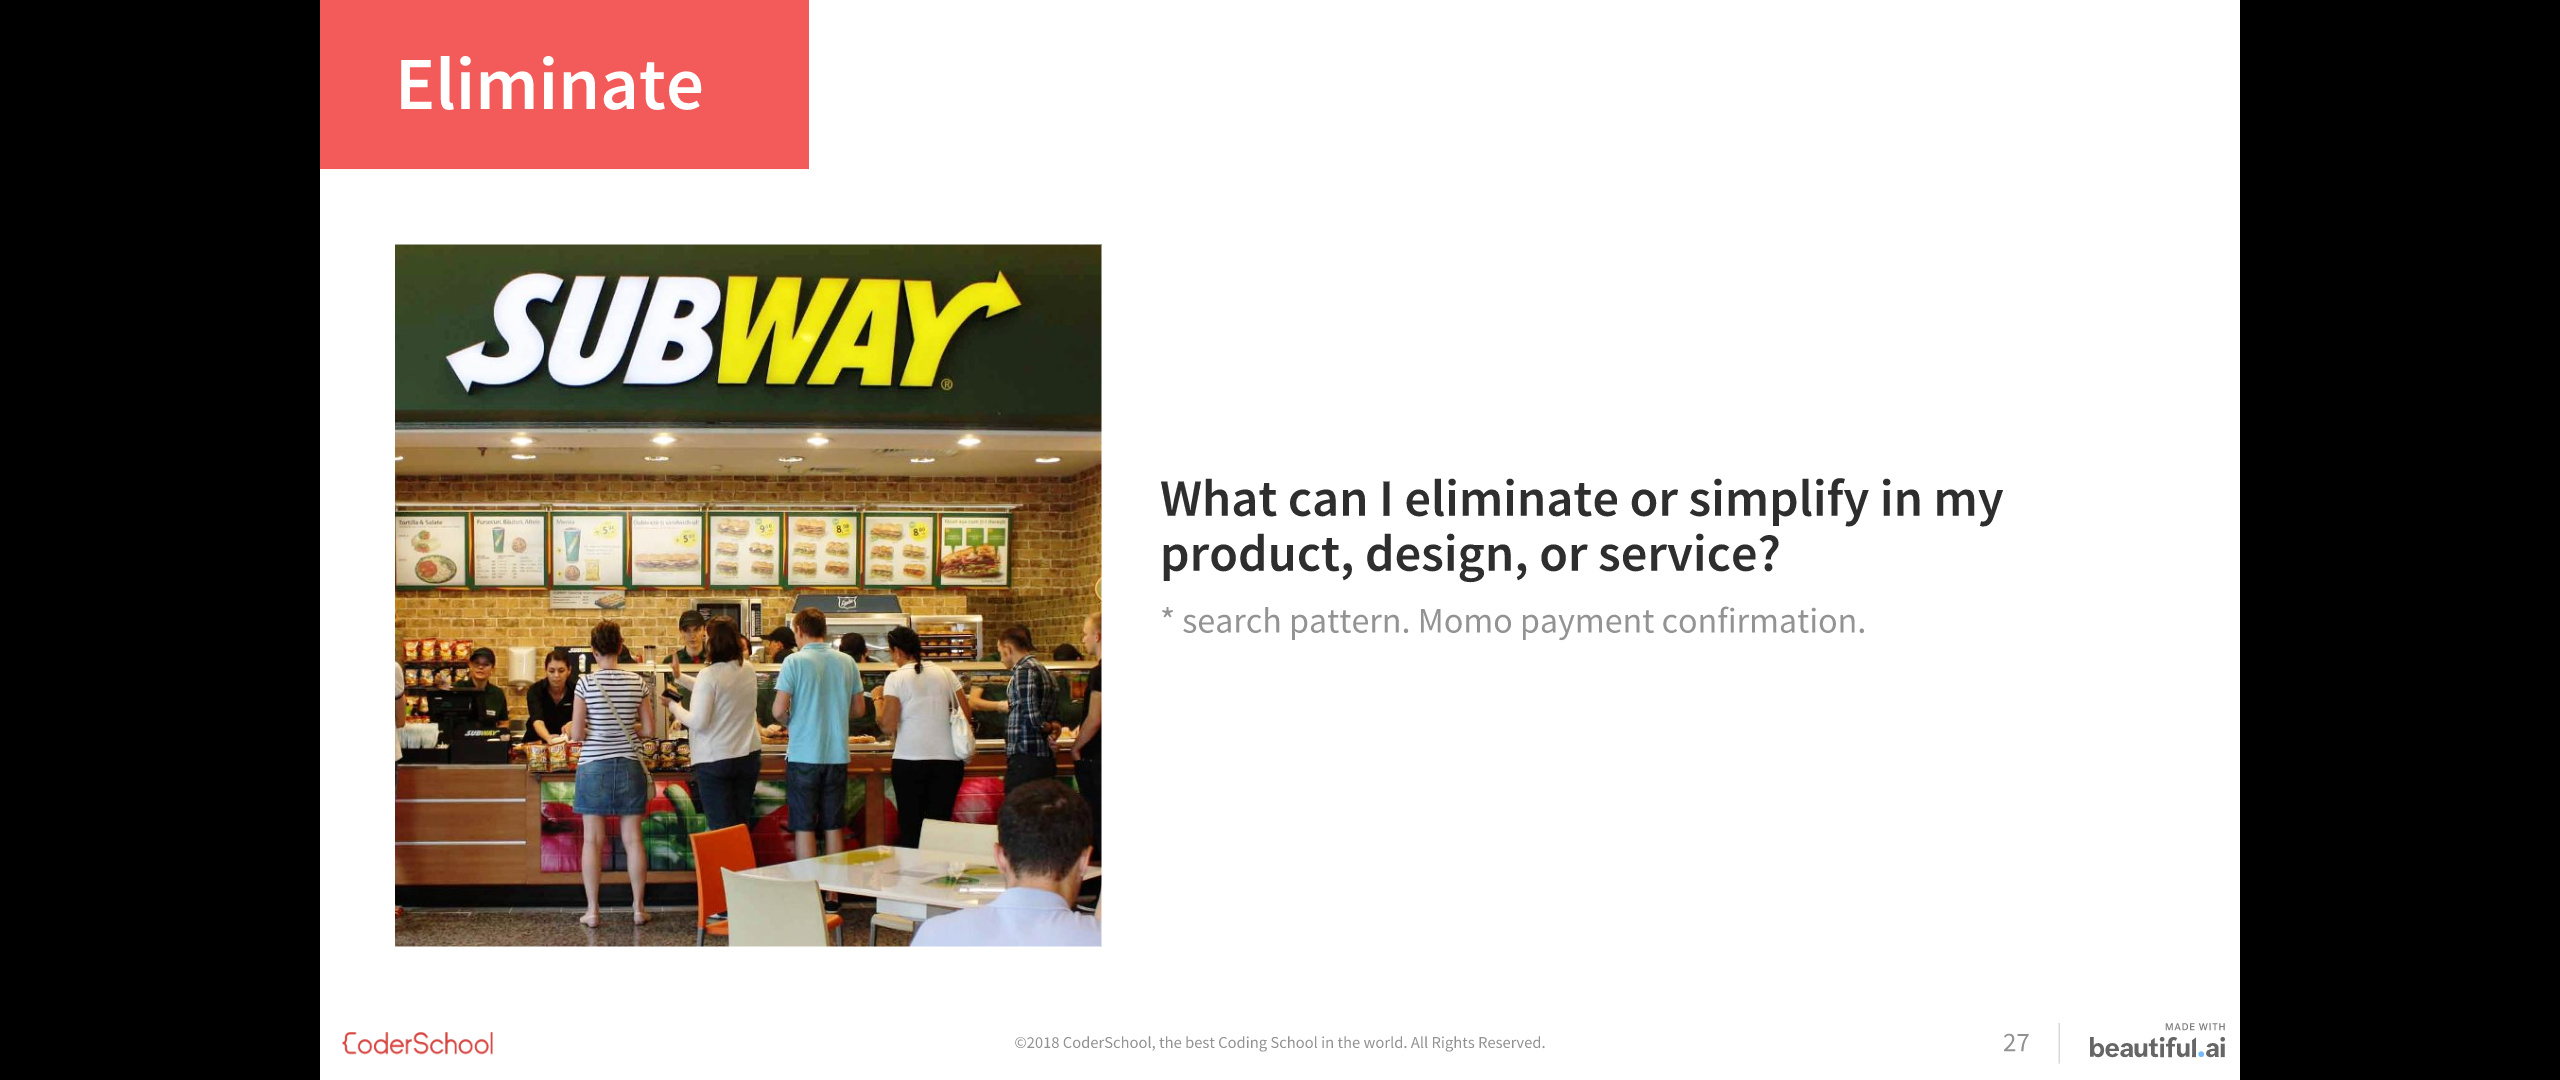 Eliminate
SUBWAY®
SUBWAY
What can I eliminate or simplify in my
product, design, or service?
* search pattern. Momo payment confirmation.
CoderSchool
©2018 CoderSchool, the best Coding School in the world. All Rights Reserved.
27
MADE WITH
beautiful.ai